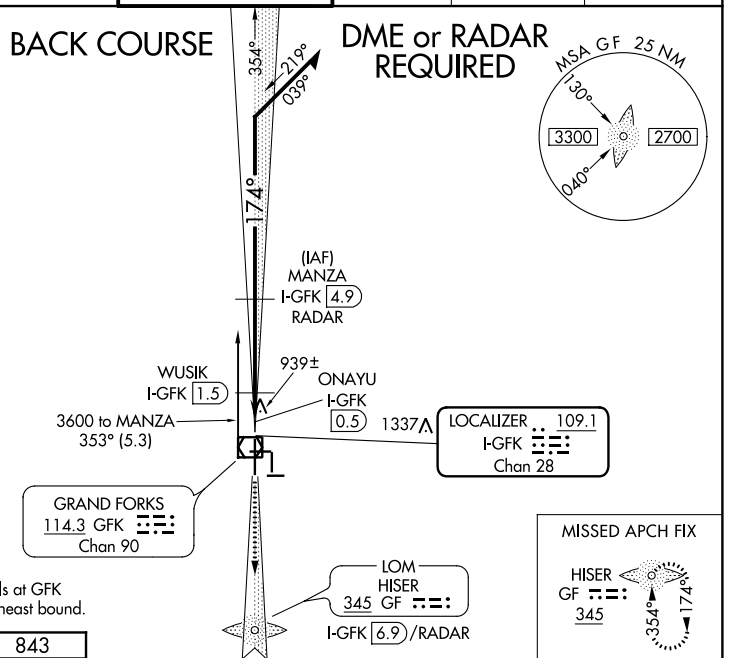 BACK COURSE
DME or RADAR
REQUIRED
354°
219°
039°
174°
MSA GF 25 NM
130°
3300
2700
040°
(IAF)
MANZA
I-GFK 4.9
RADAR
WUSIK
I-GFK 1.5
939±
ONAYU
I-GFK
0.5
3600 to MANZA
353° (5.3)
1337
LOCALIZER 109.1
I-GFK
Chan 28
GRAND FORKS
114.3 GFK
Chan 90
MISSED APCH FIX
HISER
GF
345
354°
174°
LOM
HISER
345 GF
I-GFK 6.9/RADAR
s at GFK
heast bound.
843